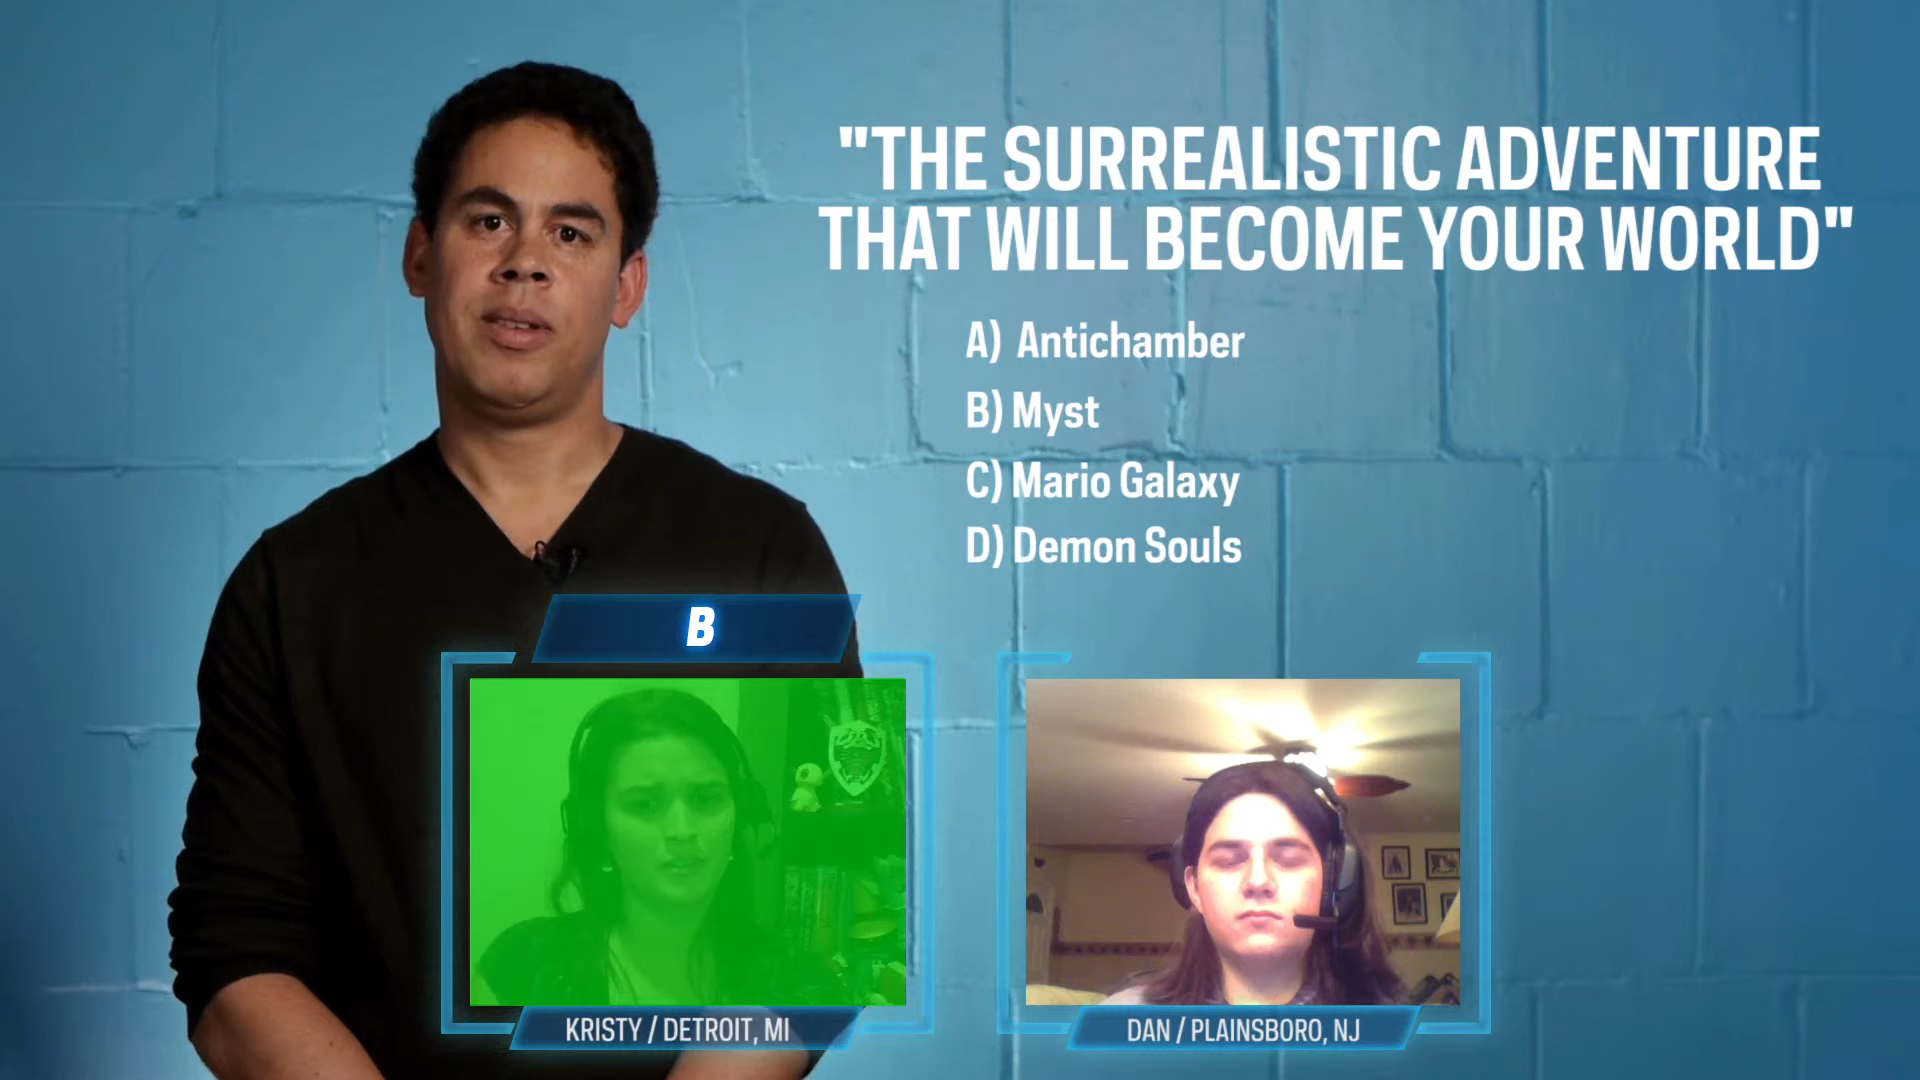 "THE SURREALISTIC ADVENTURE
THAT WILL BECOME YOUR WORLD"
A) Antichamber
B) Myst
C) Mario Galaxy
D) Demon Souls
B
KRISTY / DETROIT, MI
DAN / PLAINSBORO, NJ